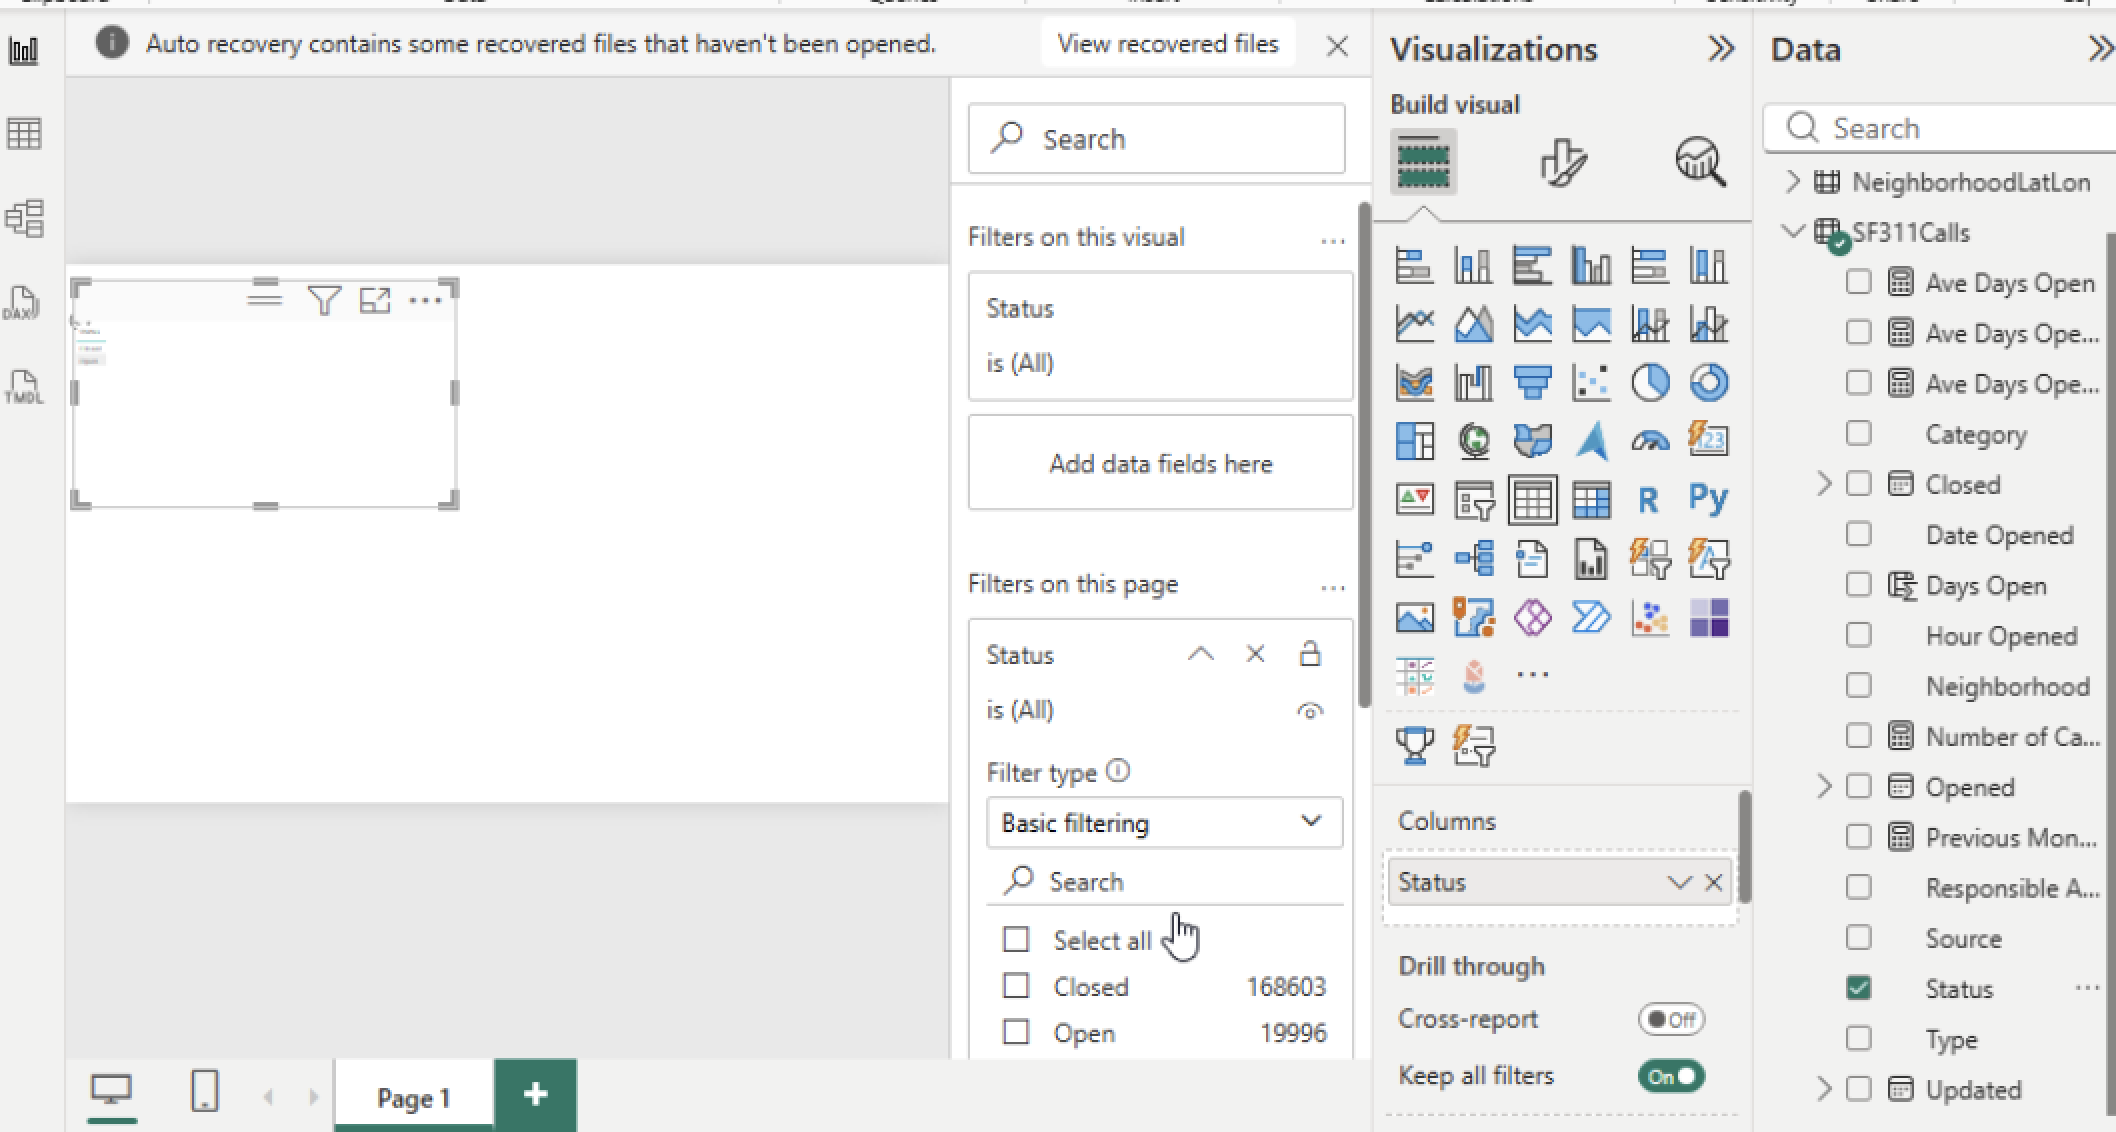 Auto recovery contains some recovered files that haven't been opened.
View recovered files
DAX
TMDL
Search
Filters on this visual
Status
is (All)
Add data fields here
Filters on this page
Status
is (All)
Filter type
Basic filtering
Search
Select all
Closed 168603
Open 19996
Visualizations
Build visual
123
R
Py
Columns
Status
Drill through
Cross-report Off
Keep all filters On
Data
Search
NeighborhoodLatLon
SF311Calls
Ave Days Open
Ave Days Ope...
Ave Days Ope...
Category
Closed
Date Opened
Days Open
Hour Opened
Neighborhood
Number of Ca...
Opened
Previous Mon...
Responsible A...
Source
Status
Type
Updated
Page 1